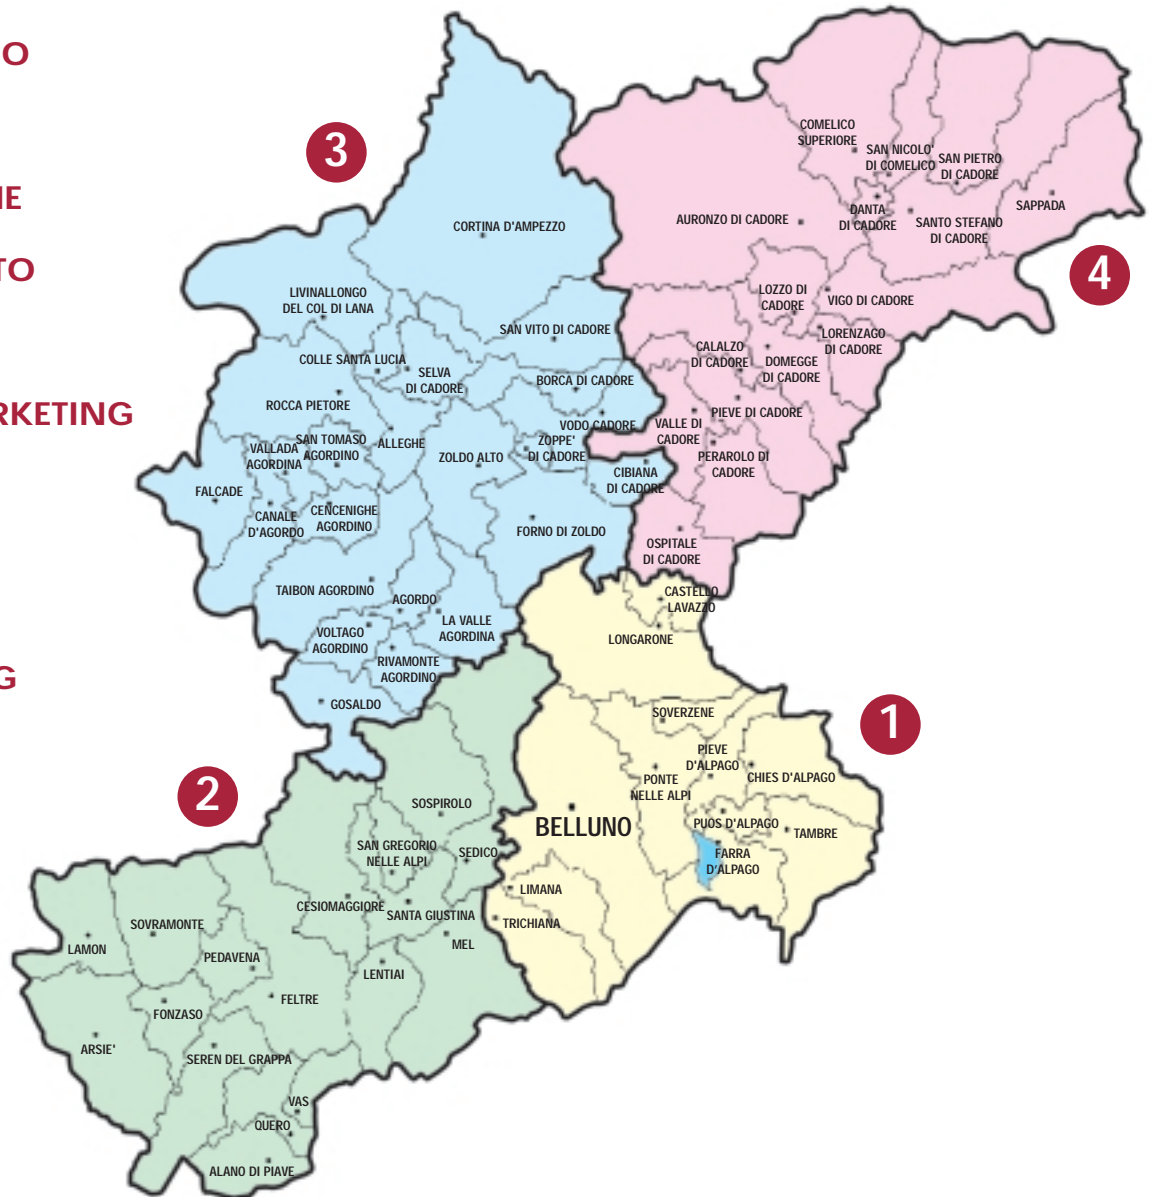 O
IE
TO
RKETING
G
3
4
1
2
COMELICO
SUPERIORE
SAN NICOLO'
DI COMELICO
SAN PIETRO
DI CADORE
SAPPADA
DANTA
DI CADORE
SANTO STEFANO
DI CADORE
AURONZO DI CADORE
CORTINA D'AMPEZZO
LIVINALLONGO
DEL COL DI LANA
SAN VITO DI CADORE
LOZZO DI
CADORE
VIGO DI CADORE
LORENZAGO
DI CADORE
CALALZO
DI CADORE
DOMEGGE
DI CADORE
COLLE SANTA LUCIA
SELVA
DI CADORE
BORCA DI CADORE
ROCCA PIETORE
VODO CADORE
VALLE DI
CADORE
PIEVE DI CADORE
PERAROLO DI
CADORE
ALLEGHE
SAN TOMASO
AGORDINO
VALLADA
AGORDINA
ZOLDO ALTO
ZOPPE'
DI CADORE
CIBIANA
DI CADORE
FALCADE
CANALE
D'AGORDO
CENCENIGHE
AGORDINO
FORNO DI ZOLDO
OSPITALE
DI CADORE
TAIBON AGORDINO
AGORDO
LA VALLE
AGORDINA
VOLTAGO
AGORDINO
RIVAMONTE
AGORDINO
GOSALDO
CASTELLO
LAVAZZO
LONGARONE
SOVERZENE
PIEVE
D'ALPAGO
CHIES D'ALPAGO
PONTE
NELLE ALPI
PUOS D'ALPAGO
TAMBRE
FARRA
D'ALPAGO
BELLUNO
LIMANA
TRICHIANA
SOSPIROLO
SAN GREGORIO
NELLE ALPI
SEDICO
CESIOMAGGIORE
SANTA GIUSTINA
MEL
LENTIAI
SOVRAMONTE
LAMON
PEDAVENA
FELTRE
FONZASO
ARSIE'
SEREN DEL GRAPPA
VAS
QUERO
ALANO DI PIAVE